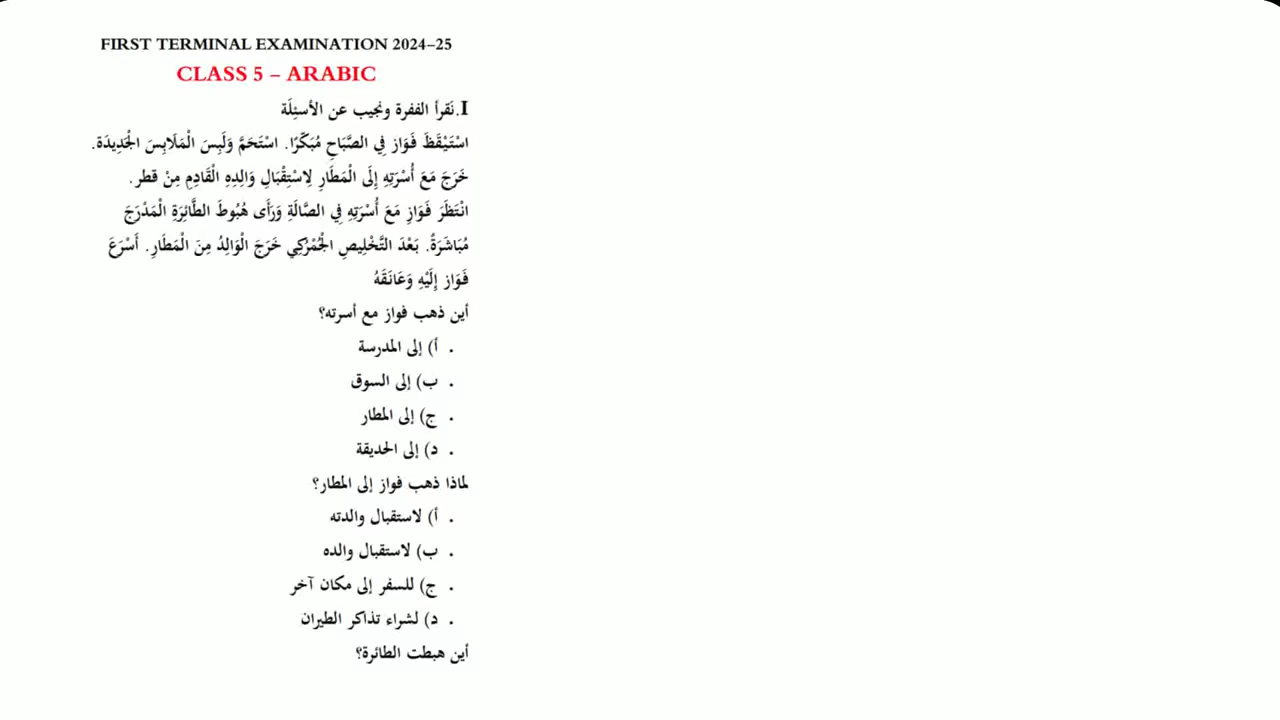 FIRST TERMINAL EXAMINATION 2024–25
CLASS 5 – ARABIC
I.نَقرأ الفقرة ونجيب عن الأسئِلَة
اسْتَيْقَظَ فَوَاز فِي الصَّبَاحِ مُبَكّرًا. اسْتَحَمَّ وَلَبِسَ الْمَلَابِسَ الْجَدِيدَة.
خَرَجَ مَعَ أُسْرَتِهِ إِلَى الْمَطَارِ لِاسْتِقْبَالِ وَالِدِهِ الْقَادِمِ مِنْ قطر.
انْتَظَرَ فَوَازِ مَعَ أُسْرَتِهِ فِي الصَّالَةِ وَرَأَى هُبُوطَ الطَّائِرَةِ الْمَدْرَجَ
مُبَاشَرَةً. بَعْدَ التَّخْلِيصِ الْجُمْرُكِي خَرَجَ الْوَالِدُ مِنَ الْمَطَارِ. أَسْرَعَ
فَوَاز إِلَيْهِ وَعَانَقَهُ
أين ذهب فواز مع أسرته؟
. أ) إلى المدرسة
. ب) إلى السوق
. ج) إلى المطار
. د) إلى الحديقة
لماذا ذهب فواز إلى المطار؟
. أ) لاستقبال والدته
. ب) لاستقبال والده
. ج) للسفر إلى مكان آخر
. د) لشراء تذاكر الطيران
أين هبطت الطائرة؟